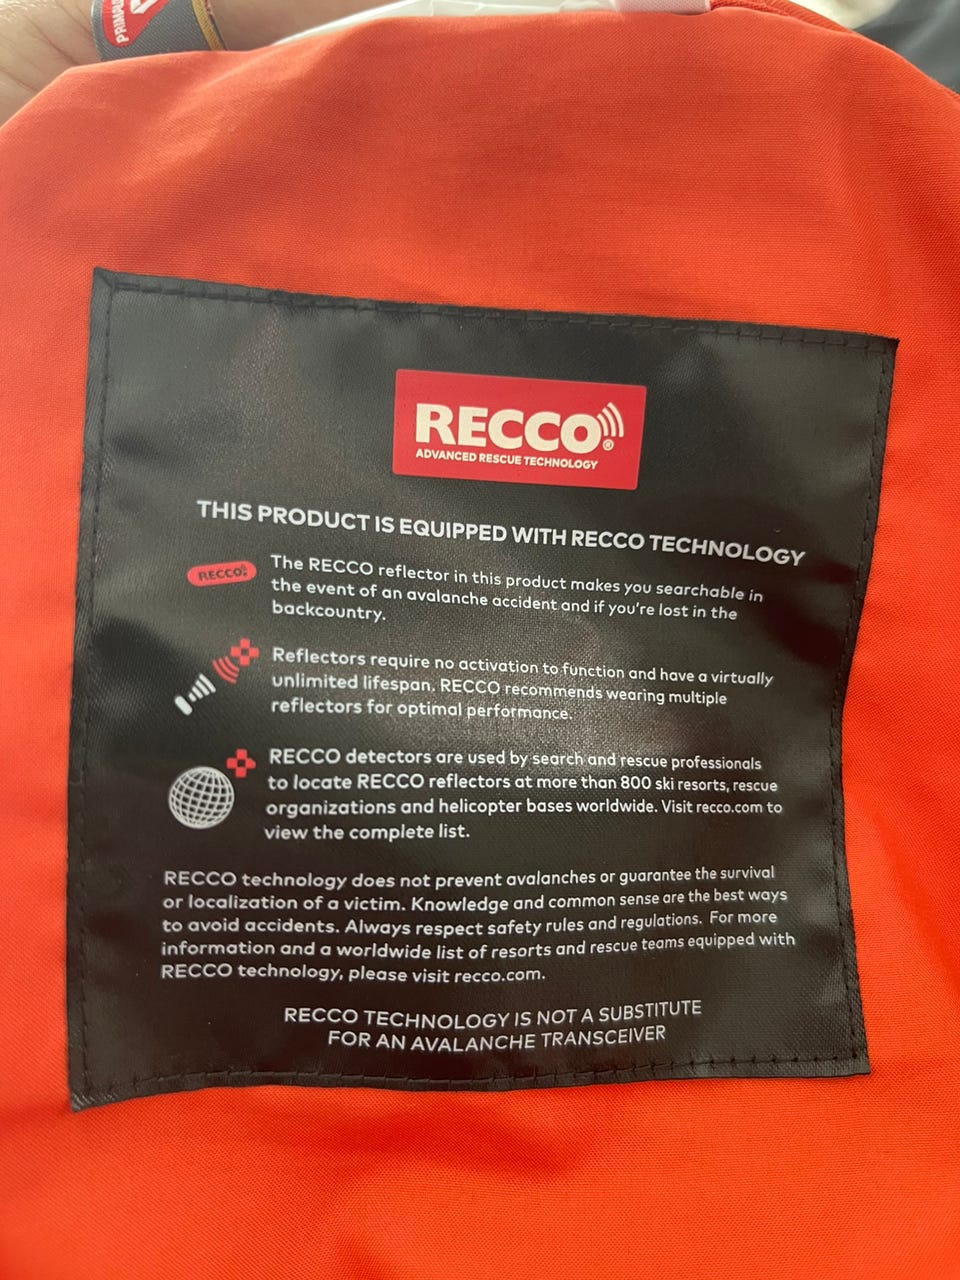 RECCO®
ADVANCED RESCUE TECHNOLOGY
THIS PRODUCT IS EQUIPPED WITH RECCO TECHNOLOGY
RECCO®
The RECCO reflector in this product makes you searchable in
the event of an avalanche accident and if you're lost in the
backcountry.
Reflectors require no activation to function and have a virtually
unlimited lifespan. RECCO recommends wearing multiple
reflectors for optimal performance.
RECCO detectors are used by search and rescue professionals
to locate RECCO reflectors at more than 800 ski resorts, rescue
organizations and helicopter bases worldwide. Visit recco.com to
view the complete list.
RECCO technology does not prevent avalanches or guarantee the survival
or localization of a victim. Knowledge and common sense are the best ways
to avoid accidents. Always respect safety rules and regulations. For more
information and a worldwide list of resorts and rescue teams equipped with
RECCO technology, please visit recco.com.
RECCO TECHNOLOGY IS NOT A SUBSTITUTE
FOR AN AVALANCHE TRANSCEIVER